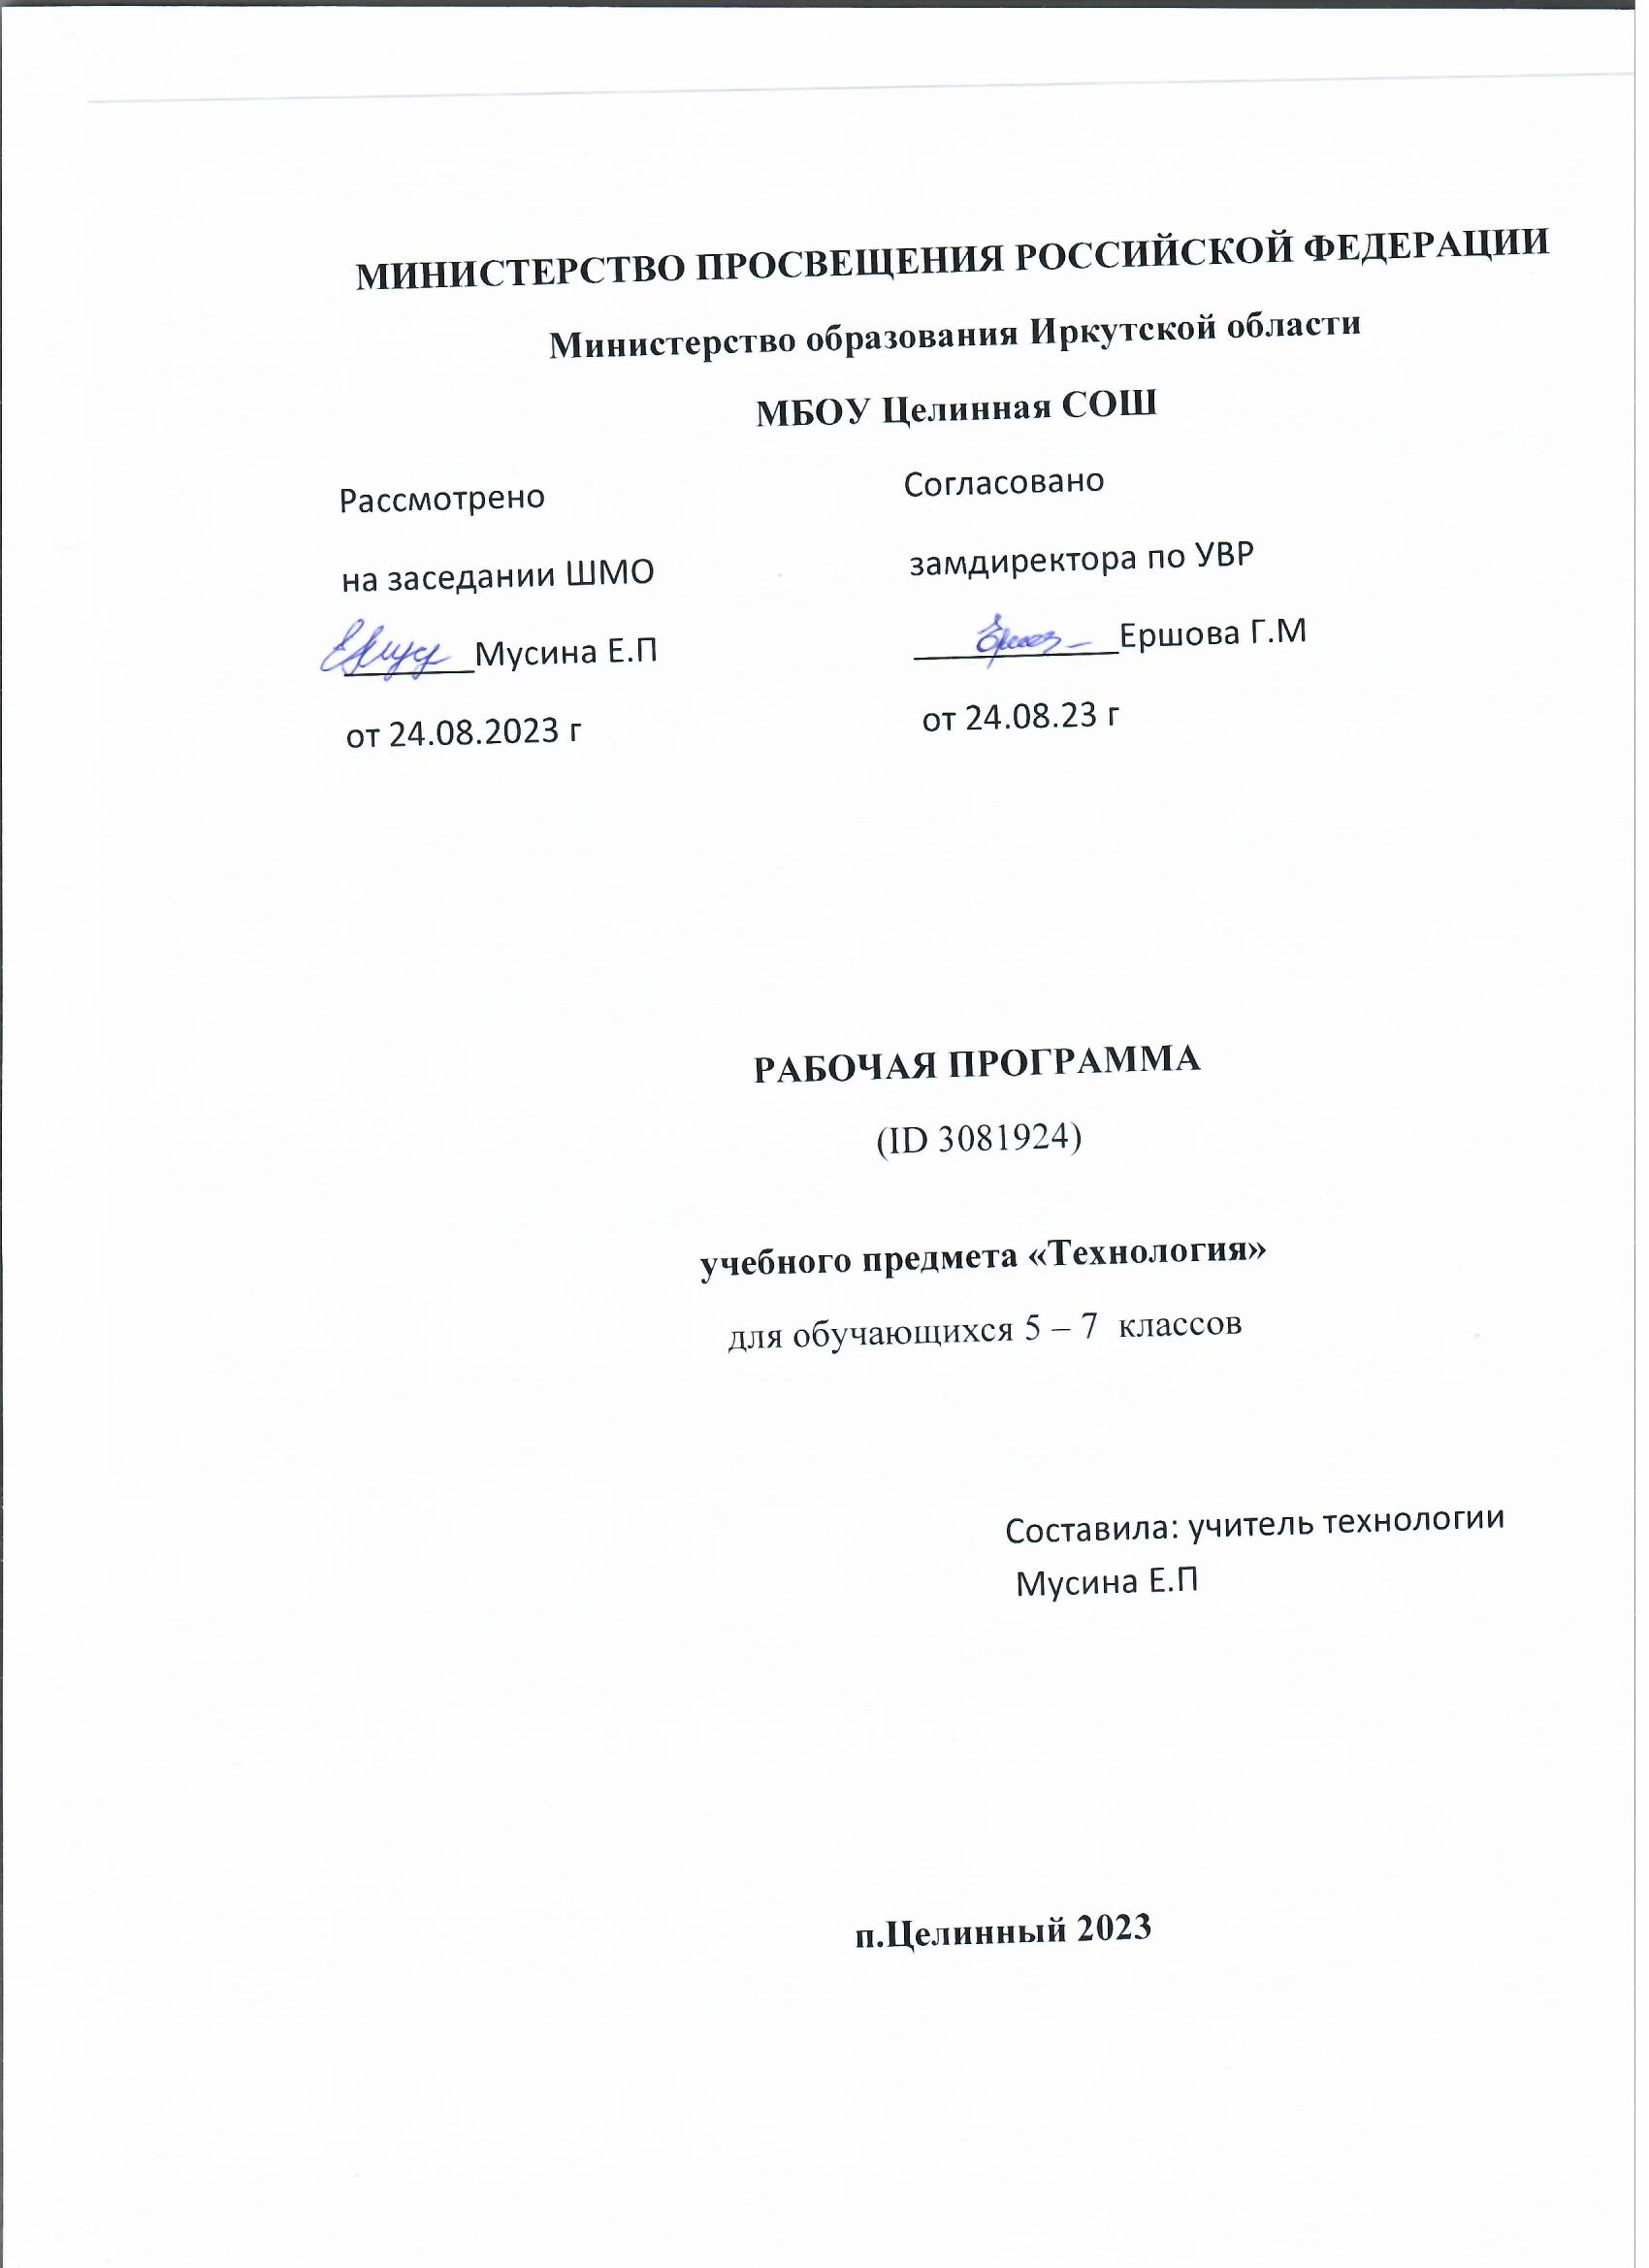 МИНИСТЕРСТВО ПРОСВЕЩЕНИЯ РОССИЙСКОЙ ФЕДЕРАЦИИ
Министерство образования Иркутской области
МБОУ Целинная СОШ
Рассмотрено
на заседании ШМО
Мусина Е.П
от 24.08.2023 г
Согласовано
замдиректора по УВР
Ершова Г.М
от 24.08.23 г
РАБОЧАЯ ПРОГРАММА
(ID 3081924)
учебного предмета «Технология»
для обучающихся 5 – 7 классов
Составила: учитель технологии
Мусина Е.П
п.Целинный 2023